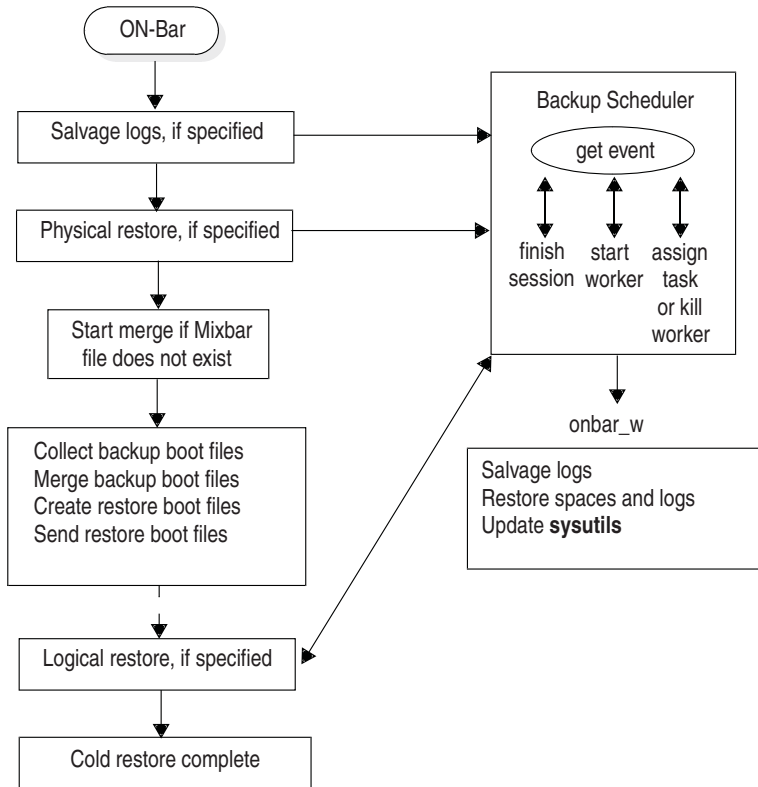 ON-Bar
Salvage logs, if specified
Physical restore, if specified
Start merge if Mixbar
file does not exist
Collect backup boot files
Merge backup boot files
Create restore boot files
Send restore boot files
Logical restore, if specified
Cold restore complete
Backup Scheduler
get event
finish
session
start
worker
assign
task
or kill
worker
onbar_w
Salvage logs
Restore spaces and logs
Update sysutils